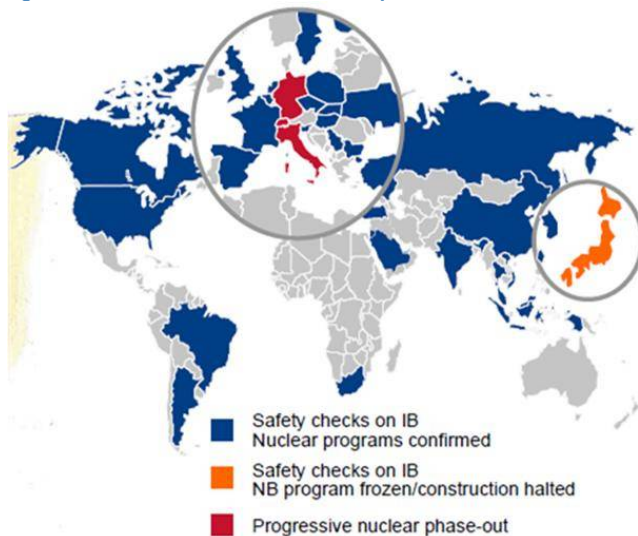 Safety checks on IB
Nuclear programs confirmed
Safety checks on IB
NB program frozen/construction halted
Progressive nuclear phase-out